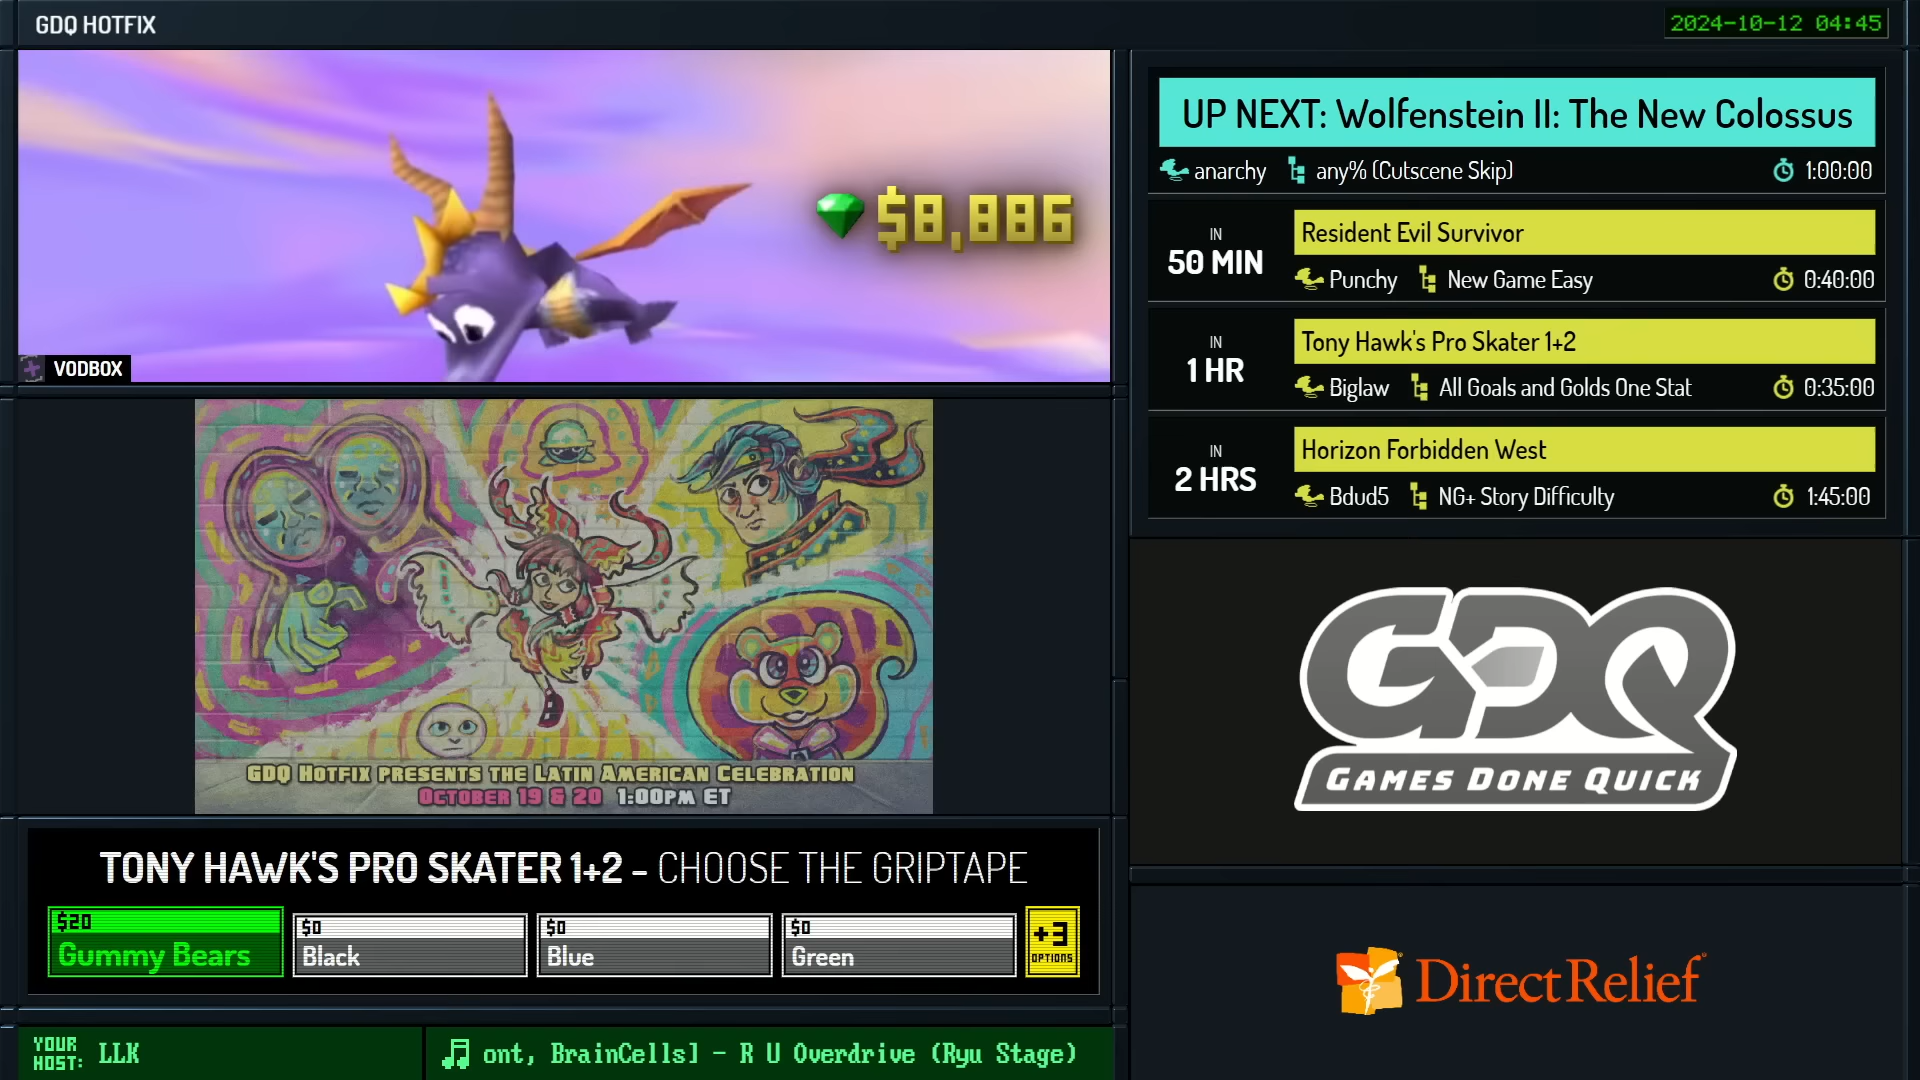 GDQ HOTFIX
2024-10-12 04:45
$8,886
VODBOX
UP NEXT: Wolfenstein II: The New Colossus
anarchy any% (Cutscene Skip) 1:00:00
IN
50 MIN
Resident Evil Survivor
Punchy New Game Easy 0:40:00
IN
1 HR
Tony Hawk's Pro Skater 1+2
Biglaw All Goals and Golds One Stat 0:35:00
IN
2 HRS
Horizon Forbidden West
Bdud5 NG+ Story Difficulty 1:45:00
GDQ Hotfix presents the Latin American Celebration
October 19 & 20 1:00pm ET
GDQ
GAMES DONE QUICK
TONY HAWK'S PRO SKATER 1+2 – CHOOSE THE GRIPTAPE
$20
Gummy Bears
$0
Black
$0
Blue
$0
Green
+3
OPTIONS
DirectRelief
YOUR
HOST: LLK
ont, BrainCells] - R U Overdrive (Ryu Stage)